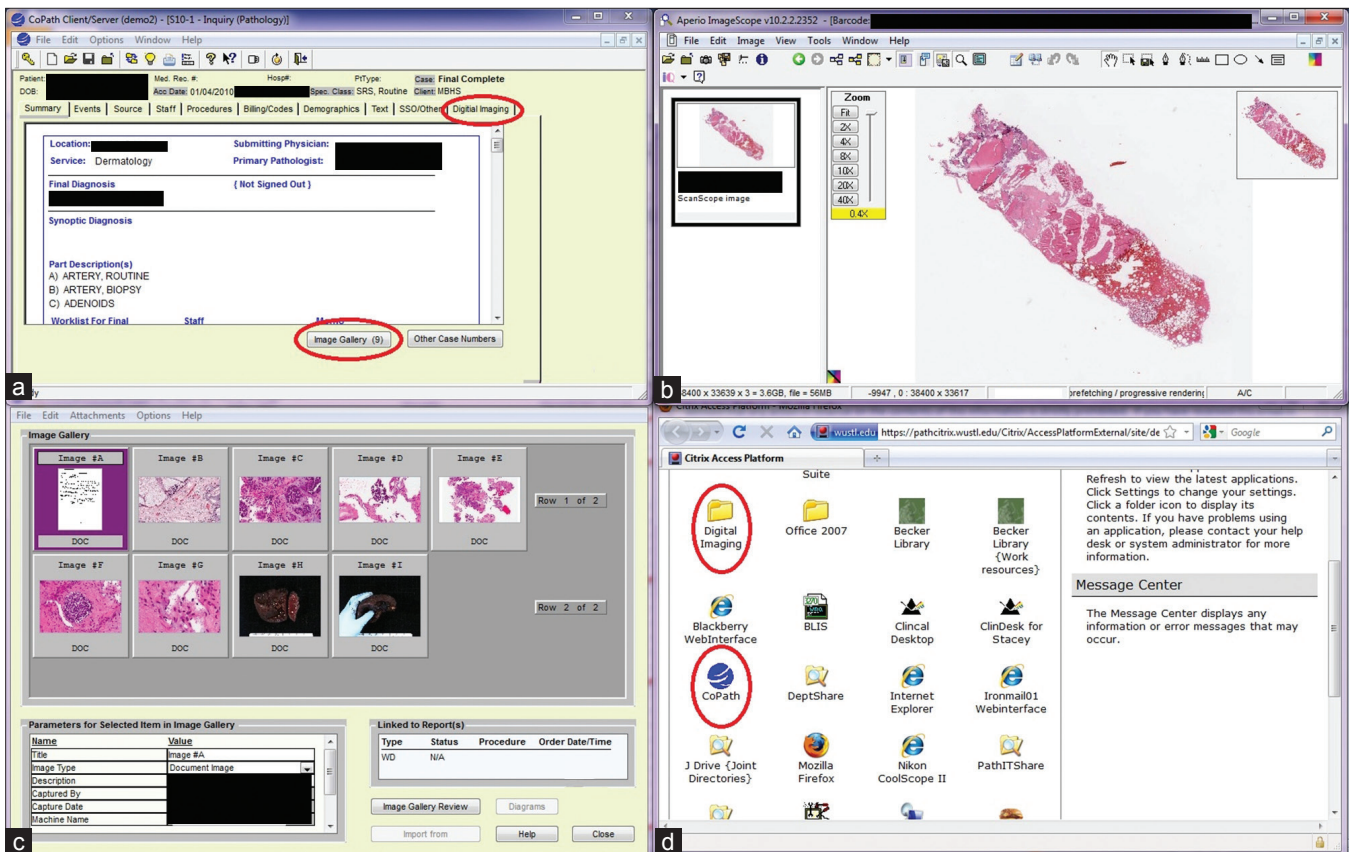 CoPath Client/Server (demo2) - [S10-1 - Inquiry (Pathology)]
File Edit Options Window Help
Patient: Med. Rec. #: Hosp#: PtType: Case: Final Complete
DOB: Acc Date: 01/04/2010 Spec. Class: SRS, Routine Client: MBHS
Summary Events Source Staff Procedures Billing/Codes Demographics Text SSO/Other Digitial Imaging
Location: Submitting Physician:
Service: Dermatology Primary Pathologist:
Final Diagnosis ( Not Signed Out )
Synoptic Diagnosis
Part Description(s)
A) ARTERY, ROUTINE
B) ARTERY, BIOPSY
C) ADENOIDS
Worklist For Final Staff Memo
Image Gallery (9) Other Case Numbers
a
Aperio ImageScope v10.2.2.2352 - [Barcode:
File Edit Image View Tools Window Help
IQ
Zoom
Fit
2X
4X
8X
10X
20X
40X
0.4X
ScanScope image
b
8400 x 33639 x 3 = 3.6GB, file = 56MB -9947 , 0 : 38400 x 33617 prefetching / progressive rendering A/C
File Edit Attachments Options Help
Image Gallery
Image #A Image #B Image #C Image #D Image #E
Row 1 of 2
DOC DOC DOC DOC DOC
Image #F Image #G Image #H Image #I
Row 2 of 2
DOC DOC DOC DOC
Parameters for Selected Item in Image Gallery
Name Value
Title Image #A
Image Type Document Image
Description
Captured By
Capture Date
Machine Name
Linked to Report(s)
Type Status Procedure Order Date/Time
WD N/A
Image Gallery Review Diagrams
Import from Help Close
c
Citrix Access Platform - Mozilla Firefox
wustl.edu https://pathcitrix.wustl.edu/Citrix/AccessPlatformExternal/site/de Google
Citrix Access Platform
Suite
Digital Imaging
Office 2007
Becker Library
Becker Library {Work resources}
Blackberry WebInterface
BLIS
Clincal Desktop
ClinDesk for Stacey
CoPath
DeptShare
Internet Explorer
Ironmail01 Webinterface
J Drive {Joint Directories}
Mozilla Firefox
Nikon CoolScope II
PathITShare
Refresh to view the latest applications.
Click Settings to change your settings.
Click a folder icon to display its
contents. If you have problems using
an application, please contact your help
desk or system administrator for more
information.
Message Center
The Message Center displays any
information or error messages that may
occur.
d